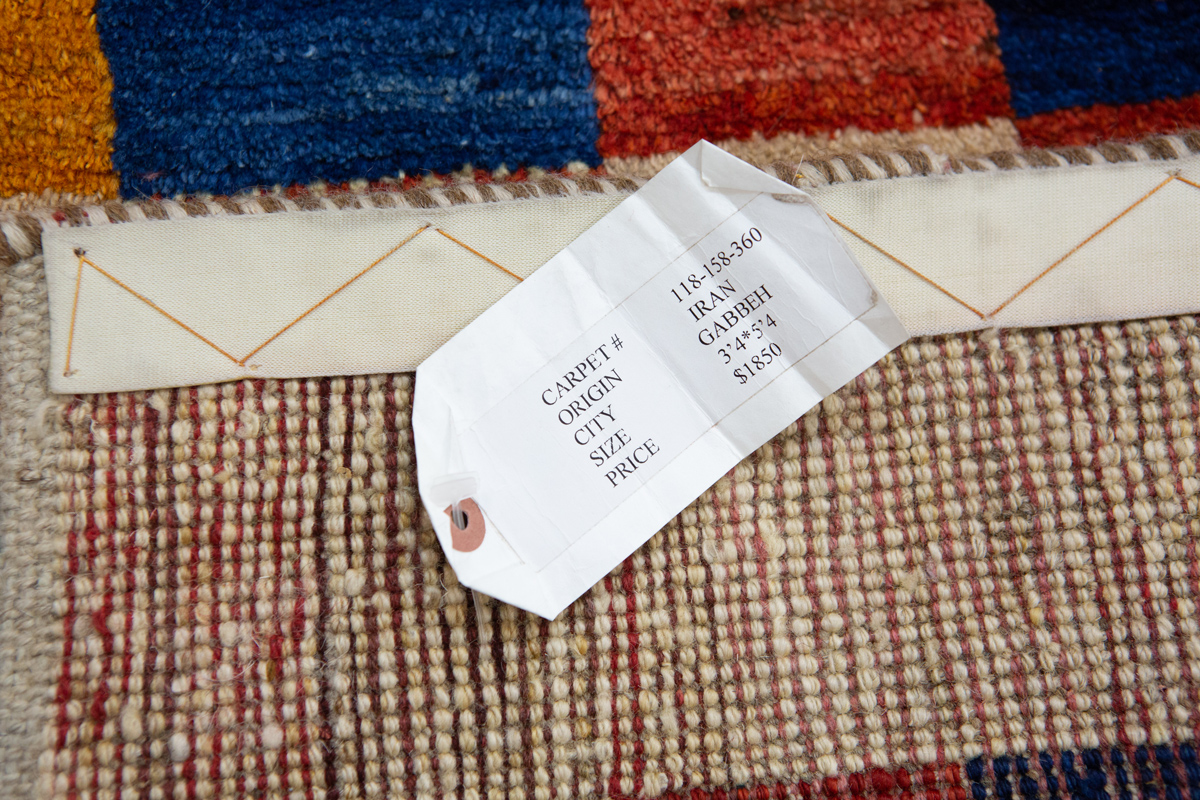 CARPET # 118-158-360
ORIGIN IRAN
CITY GABBEH
SIZE 3'4*5'4
PRICE $1850